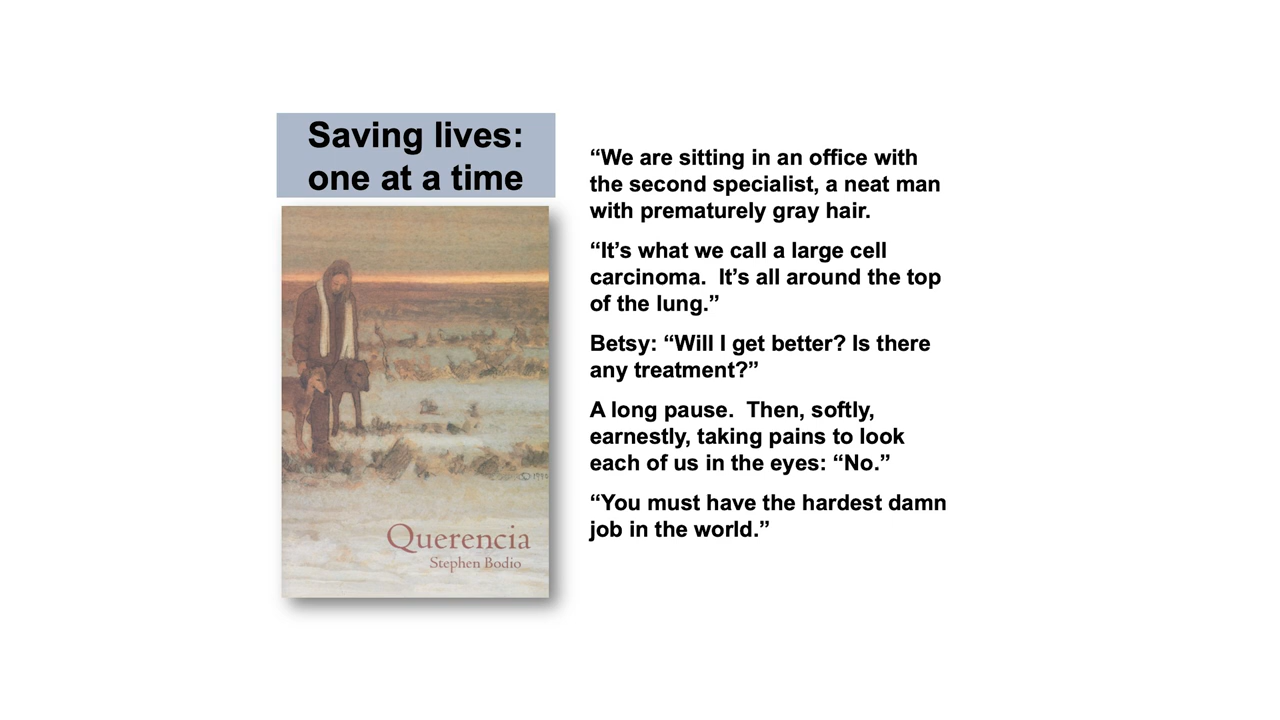 Saving lives:
one at a time
Querencia
Stephen Bodio
“We are sitting in an office with
the second specialist, a neat man
with prematurely gray hair.
“It’s what we call a large cell
carcinoma.  It’s all around the top
of the lung.”
Betsy: “Will I get better? Is there
any treatment?”
A long pause.  Then, softly,
earnestly, taking pains to look
each of us in the eyes: “No.”
“You must have the hardest damn
job in the world.”